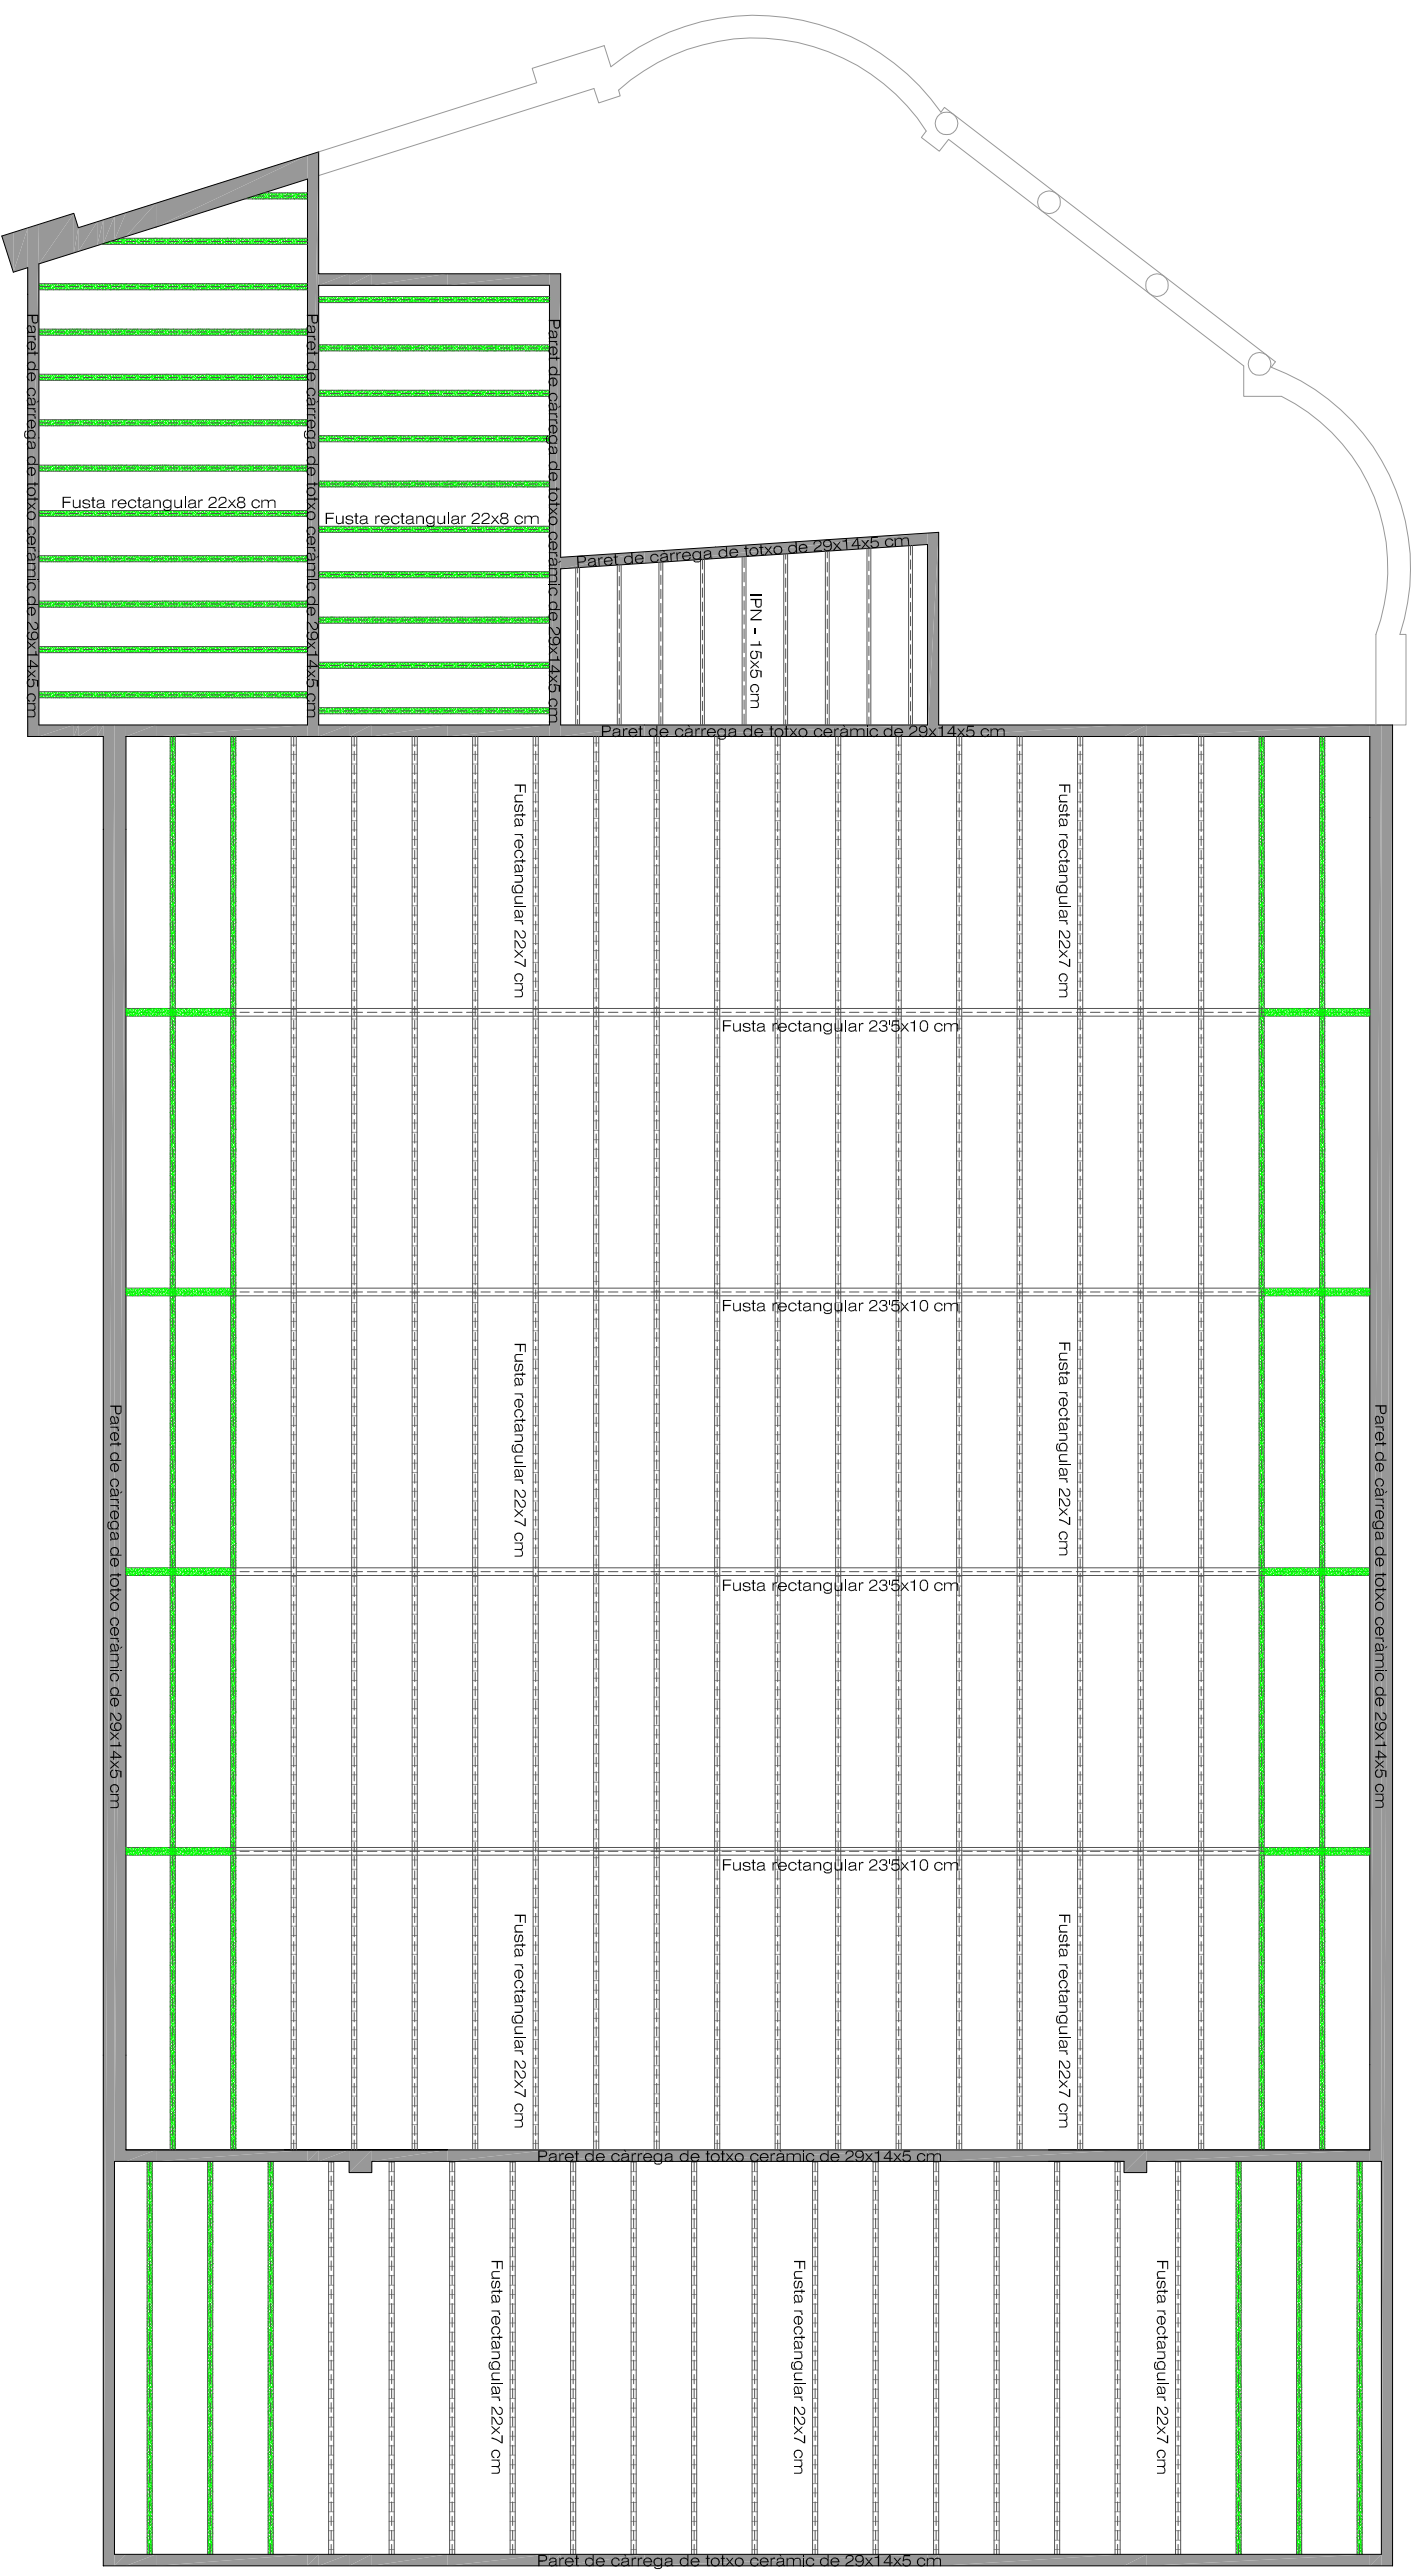 Paret de càrrega de totxo ceràmic de 29x14x5 cm
Paret de càrrega de totxo ceràmic de 29x14x5 cm
Paret de càrrega de totxo ceràmic de 29x14x5 cm
Fusta rectangular 22x8 cm
Fusta rectangular 22x8 cm
Paret de càrrega de totxo de 29x14x5 cm
IPN - 15x5 cm
Paret de càrrega de totxo ceràmic de 29x14x5 cm
Fusta rectangular 22x7 cm
Fusta rectangular 22x7 cm
Fusta rectangular 23'5x10 cm
Fusta rectangular 23'5x10 cm
Fusta rectangular 22x7 cm
Fusta rectangular 22x7 cm
Paret de càrrega de totxo ceràmic de 29x14x5 cm
Paret de càrrega de totxo ceràmic de 29x14x5 cm
Fusta rectangular 23'5x10 cm
Fusta rectangular 23'5x10 cm
Fusta rectangular 22x7 cm
Fusta rectangular 22x7 cm
Paret de càrrega de totxo ceràmic de 29x14x5 cm
Fusta rectangular 22x7 cm
Fusta rectangular 22x7 cm
Fusta rectangular 22x7 cm
Paret de càrrega de totxo ceràmic de 29x14x5 cm